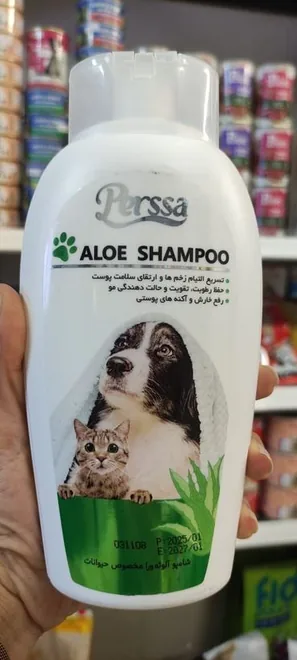 Perssa
ALOE SHAMPOO
تسریع التیام زخم ها و ارتقای سلامت پوست
حفظ رطوبت، تقویت و حالت دهندگی مو
رفع خارش و آکنه های پوستی
031108 P:2025/01
E:2027/01
شامپو آلوئه‌ورا مخصوص حیوانات